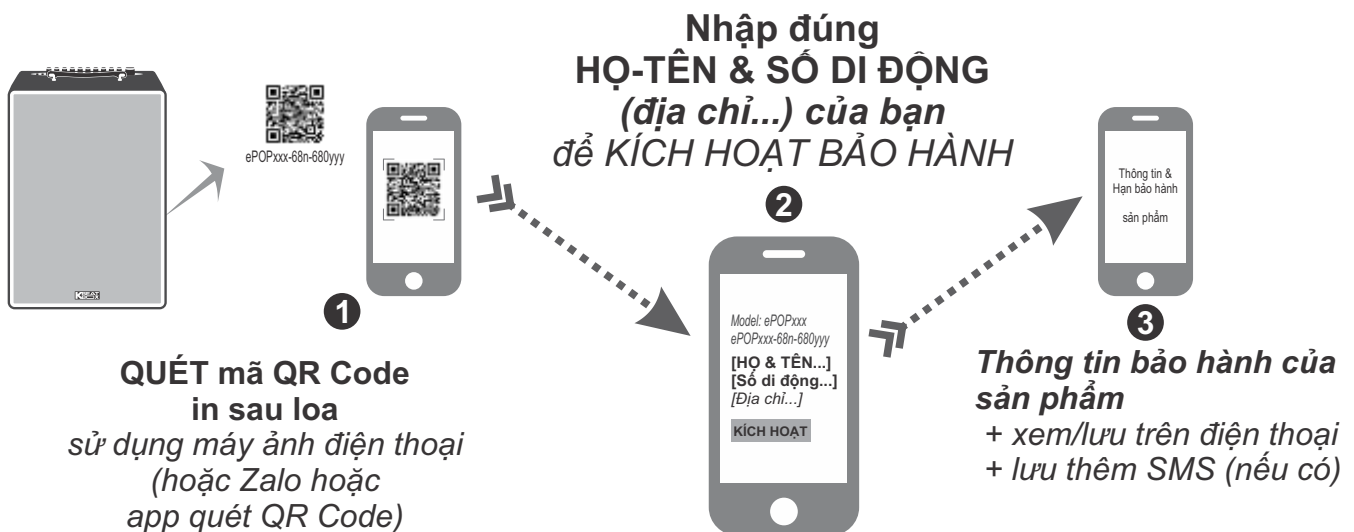 ePOPxxx-68n-680yyy
1
QUÉT mã QR Code
in sau loa
sử dụng máy ảnh điện thoại
(hoặc Zalo hoặc
app quét QR Code)
Nhập đúng
HỌ-TÊN & SỐ DI ĐỘNG
(địa chỉ...) của bạn
để KÍCH HOẠT BẢO HÀNH
2
Model: ePOPxxx
ePOPxxx-68n-680yyy
[HỌ & TÊN...]
[Số di động...]
[Địa chỉ...]
KÍCH HOẠT
Thông tin &
Hạn bảo hành
sản phẩm
3
Thông tin bảo hành của
sản phẩm
+ xem/lưu trên điện thoại
+ lưu thêm SMS (nếu có)